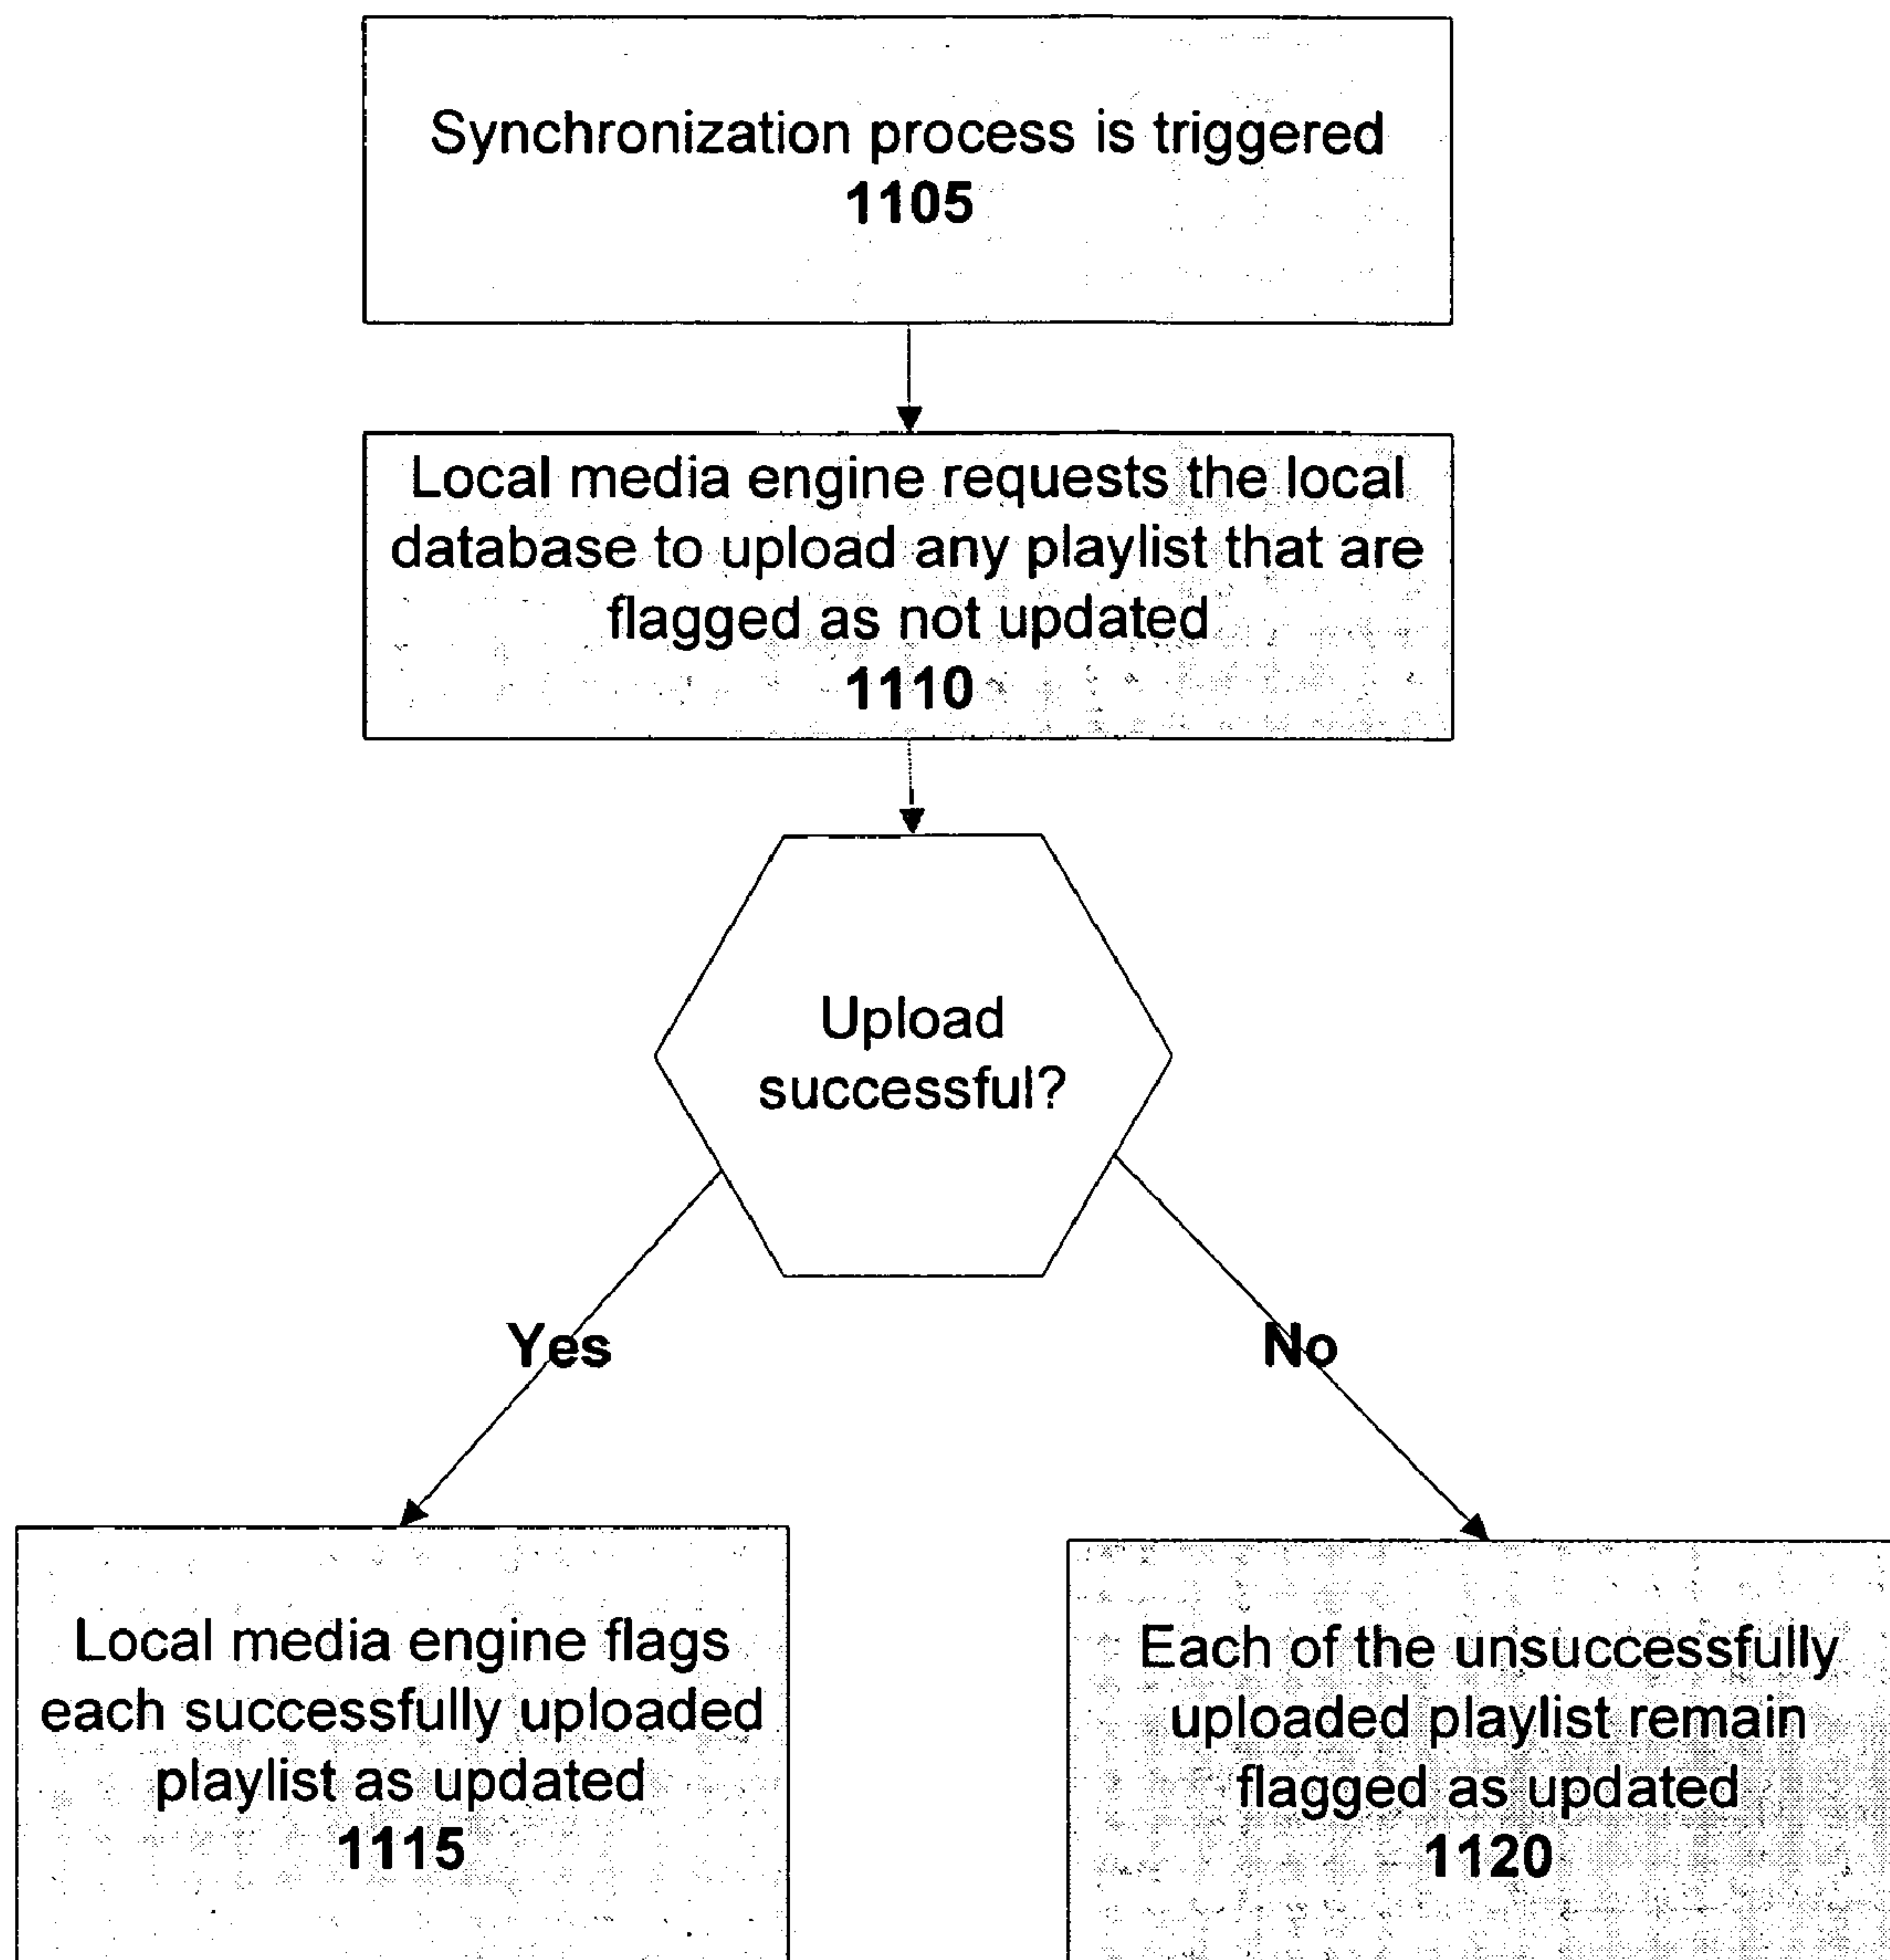 Synchronization process is triggered
1105
Local media engine requests the local
database to upload any playlist that are
flagged as not updated
1110
Upload
successful?
Yes
No
Local media engine flags
each successfully uploaded
playlist as updated
1115
Each of the unsuccessfully
uploaded playlist remain
flagged as updated
1120